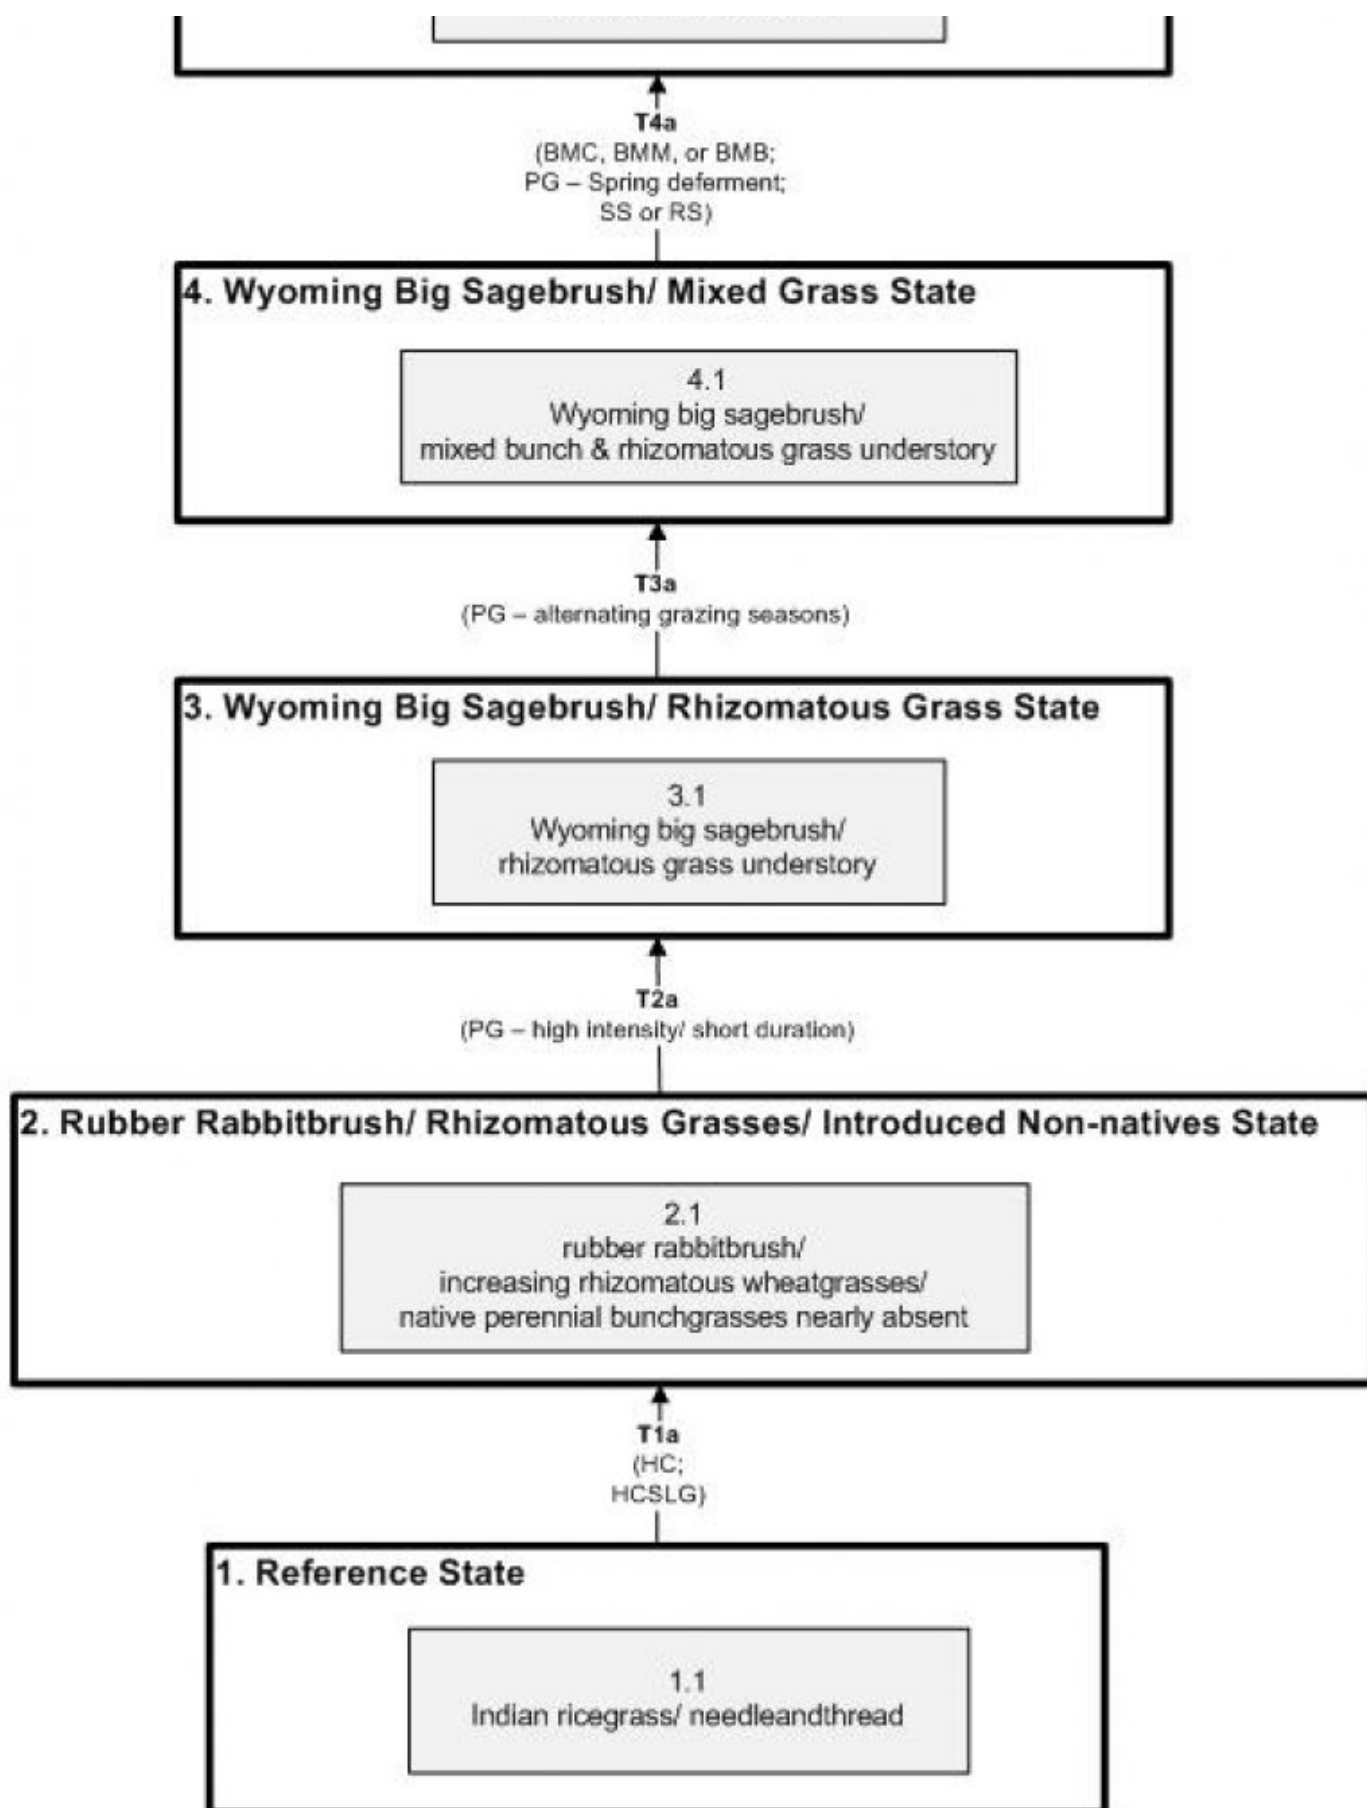 T4a
(BMC, BMM, or BMB;
PG – Spring deferment;
SS or RS)
4. Wyoming Big Sagebrush/ Mixed Grass State
4.1
Wyoming big sagebrush/
mixed bunch & rhizomatous grass understory
T3a
(PG – alternating grazing seasons)
3. Wyoming Big Sagebrush/ Rhizomatous Grass State
3.1
Wyoming big sagebrush/
rhizomatous grass understory
T2a
(PG – high intensity/ short duration)
2. Rubber Rabbitbrush/ Rhizomatous Grasses/ Introduced Non-natives State
2.1
rubber rabbitbrush/
increasing rhizomatous wheatgrasses/
native perennial bunchgrasses nearly absent
T1a
(HC;
HCSLG)
1. Reference State
1.1
Indian ricegrass/ needleandthread